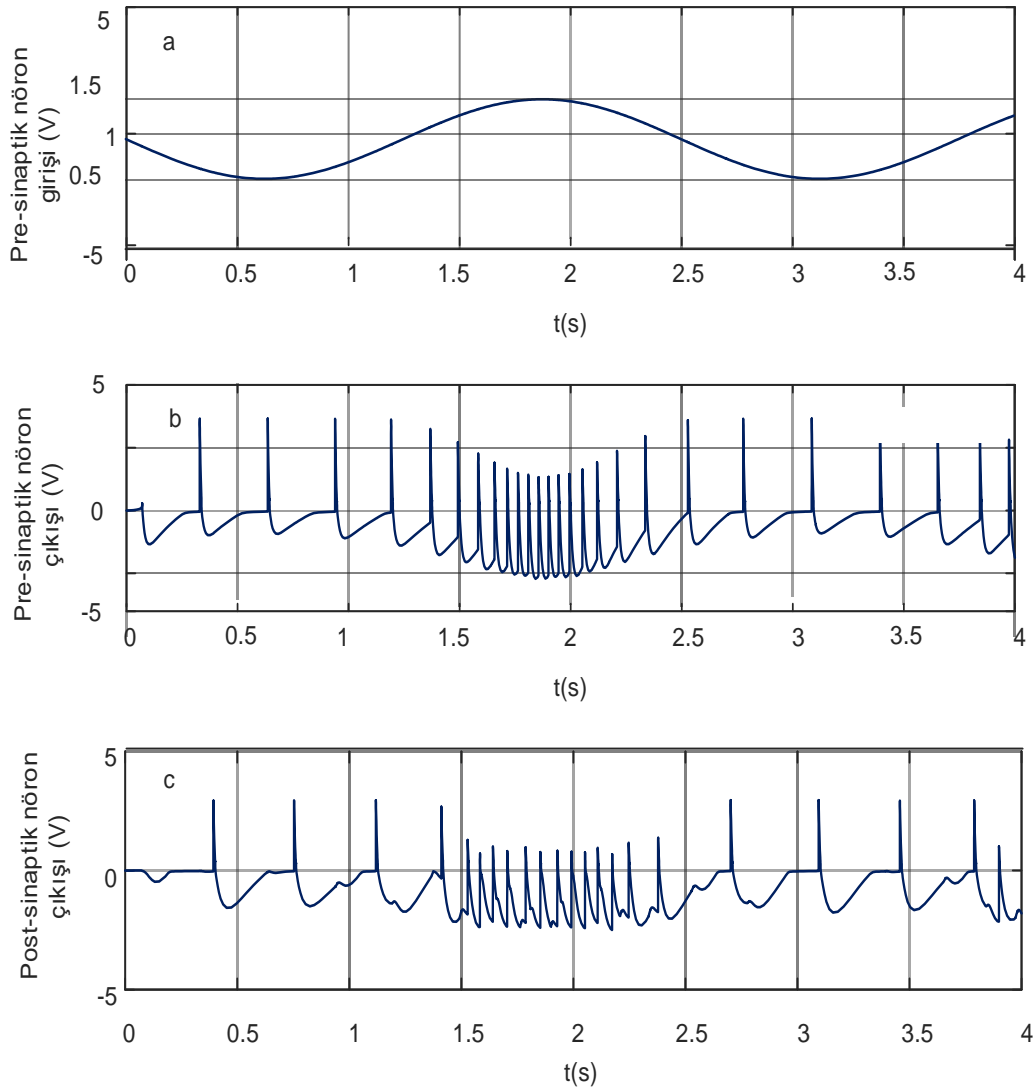 5
a
1.5
1
0.5
-5
Pre-sinaptik nöron
girişi (V)
0 0.5 1 1.5 2 2.5 3 3.5 4
t(s)
5
b
0
-5
Pre-sinaptik nöron
çıkışı (V)
0 0.5 1 1.5 2 2.5 3 3.5 4
t(s)
5
c
0
-5
Post-sinaptik nöron
çıkışı (V)
0 0.5 1 1.5 2 2.5 3 3.5 4
t(s)